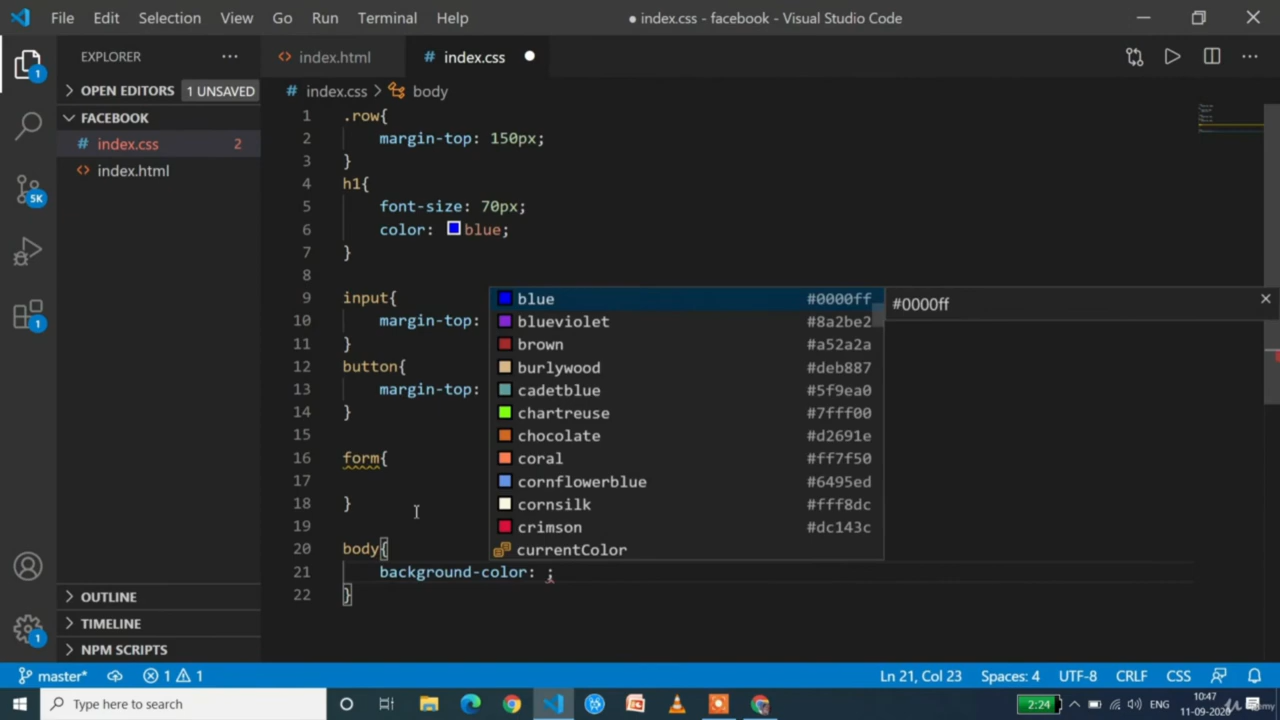 File Edit Selection View Go Run Terminal Help
● index.css - facebook - Visual Studio Code
1
EXPLORER ...
OPEN EDITORS 1 UNSAVED
FACEBOOK
# index.css 2
<> index.html
5K
1
<> index.html
# index.css ●
# index.css > body
1 .row{
2 margin-top: 150px;
3 }
4 h1{
5 font-size: 70px;
6 color: blue;
7 }
8
9 input{
10 margin-top:
11 }
12 button{
13 margin-top:
14 }
15
16 form{
17
18 }
19
20 body{
21 background-color: ;
22 }
blue #0000ff
blueviolet #8a2be2
brown #a52a2a
burlywood #deb887
cadetblue #5f9ea0
chartreuse #7fff00
chocolate #d2691e
coral #ff7f50
cornflowerblue #6495ed
cornsilk #fff8dc
crimson #dc143c
currentColor
#0000ff
OUTLINE
TIMELINE
NPM SCRIPTS
1
master* 1 1
Ln 21, Col 23 Spaces: 4 UTF-8 CRLF CSS
Type here to search
2:24
ENG
10:47
11-09-2020